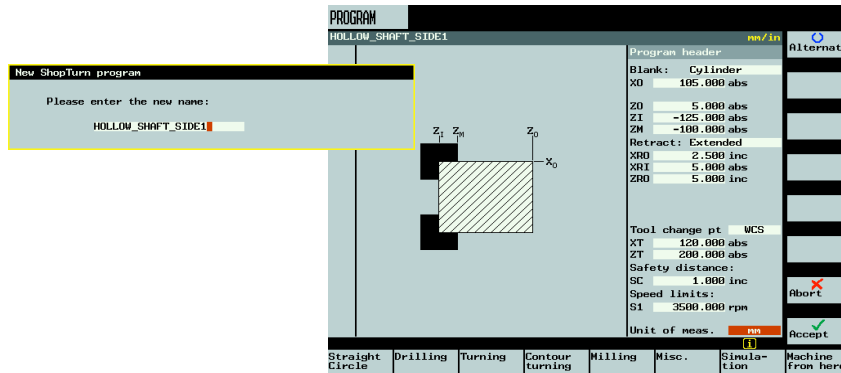 New ShopTurn program
Please enter the new name:
HOLLOW_SHAFT_SIDE1
PROGRAM
HOLLOW_SHAFT_SIDE1 mm/in
Program header
Blank: Cylinder
XO 105.000 abs
ZO 5.000 abs
ZI -125.000 abs
ZM -100.000 abs
Retract: Extended
XRO 2.500 inc
XRI 5.000 abs
ZRO 5.000 inc
Tool change pt WCS
XT 120.000 abs
ZT 200.000 abs
Safety distance:
SC 1.000 inc
Speed limits:
S1 3500.000 rpm
Unit of meas. mm
ZI ZM ZO
XO
i
Alternat
Abort
Accept
Straight Circle
Drilling
Turning
Contour turning
Milling
Misc.
Simula-
tion
Machine from here